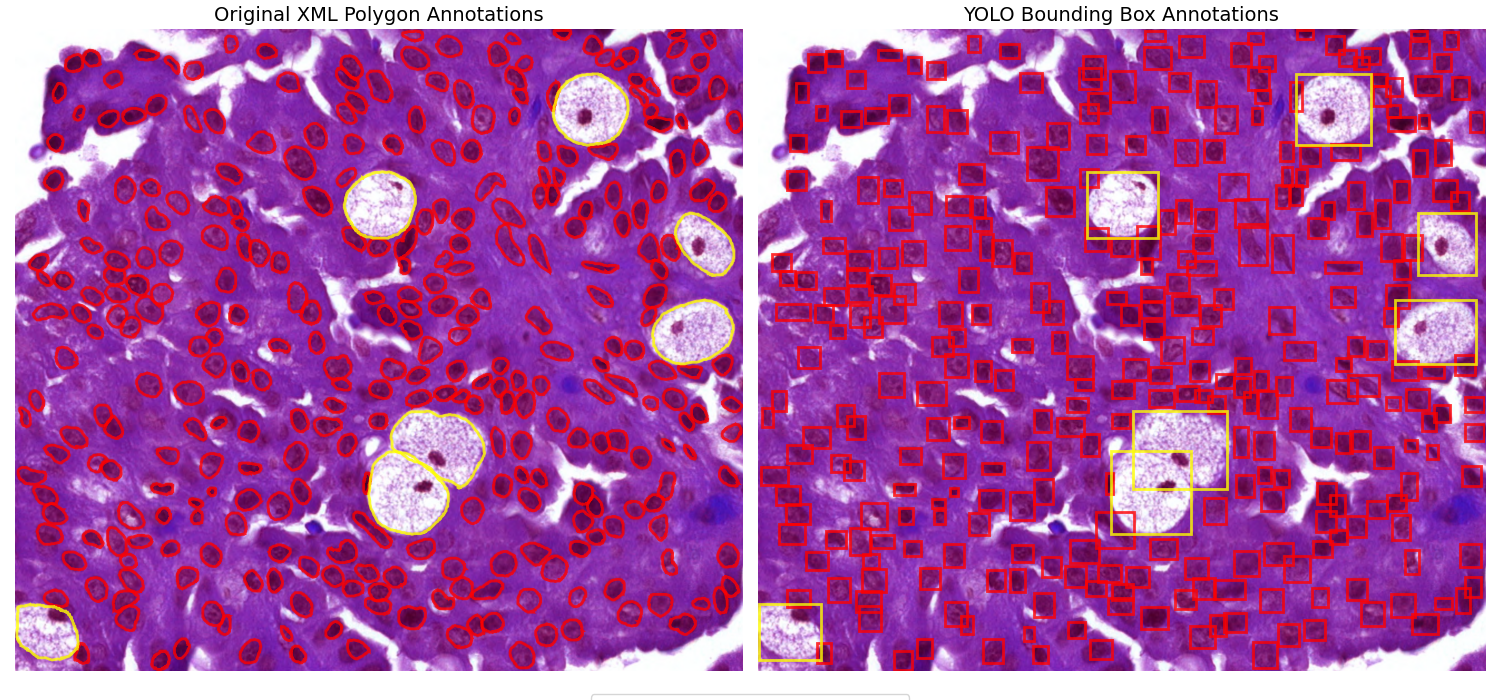 Original XML Polygon Annotations
YOLO Bounding Box Annotations